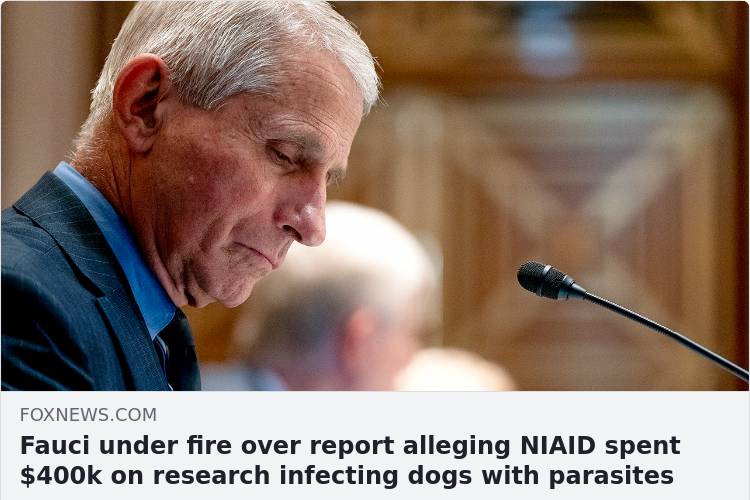 FOXNEWS.COM
Fauci under fire over report alleging NIAID spent
$400k on research infecting dogs with parasites